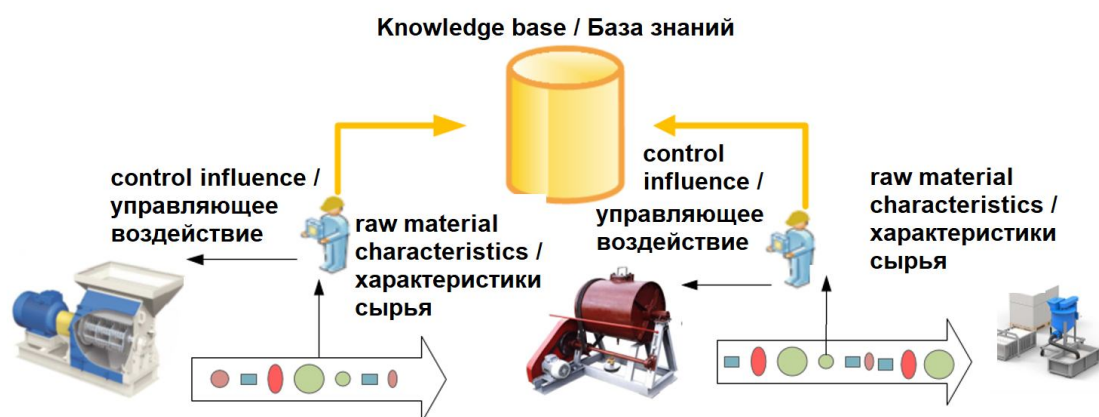 Knowledge base / База знаний
control influence /
управляющее
воздействие
raw material
characteristics /
характеристики
сырья
control
influence /
управляющее
воздействие
raw material
characteristics /
характеристики
сырья